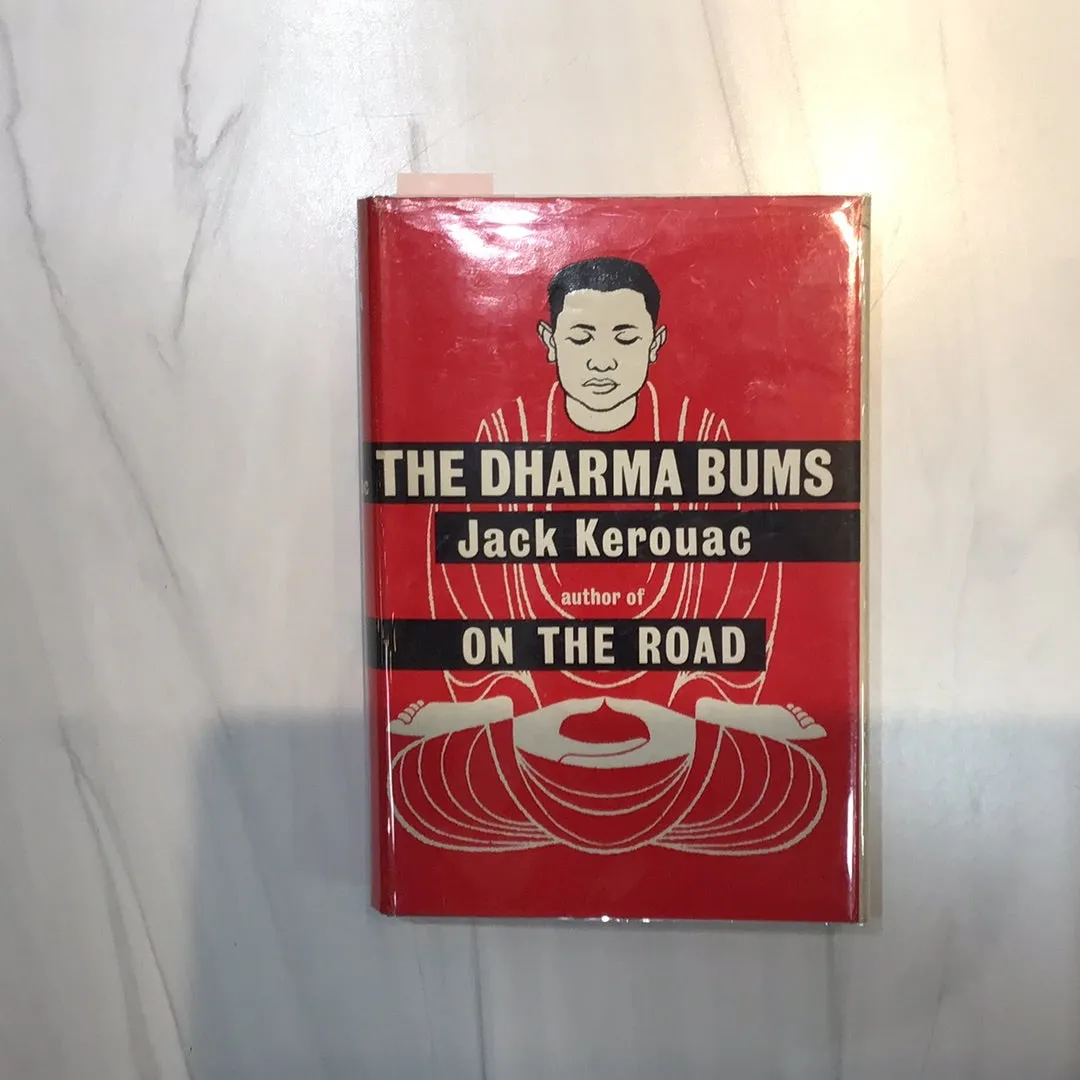 THE DHARMA BUMS
Jack Kerouac
author of
ON THE ROAD